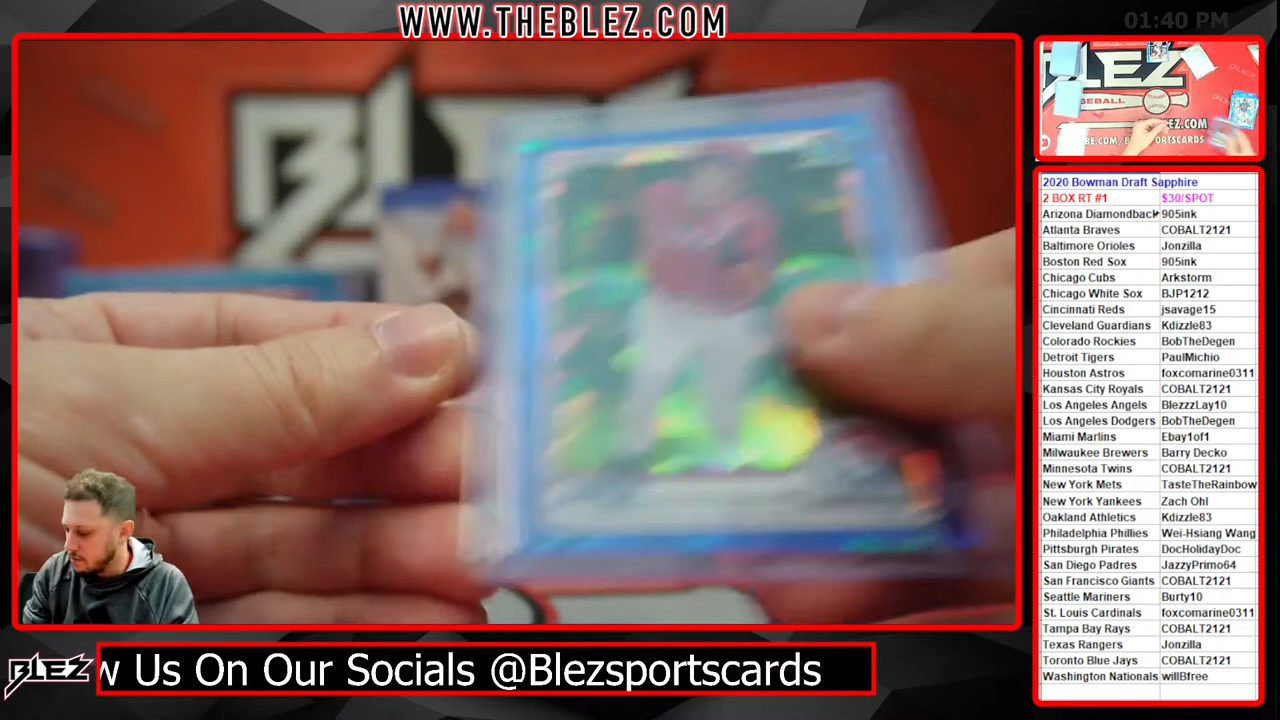 WWW.THEBLEZ.COM
01:40 PM
BLEZ
BASEBALL
BLEZ.COM
2020 Bowman Draft Sapphire
2 BOX RT #1 $30/SPOT
Arizona Diamondback 905ink
Atlanta Braves COBALT2121
Baltimore Orioles Jonzilla
Boston Red Sox 905ink
Chicago Cubs Arkstorm
Chicago White Sox BJP1212
Cincinnati Reds jsavage15
Cleveland Guardians Kdizzle83
Colorado Rockies BobTheDegen
Detroit Tigers PaulMichio
Houston Astros foxcomarine0311
Kansas City Royals COBALT2121
Los Angeles Angels BlezzzLay10
Los Angeles Dodgers BobTheDegen
Miami Marlins Ebay1of1
Milwaukee Brewers Barry Decko
Minnesota Twins COBALT2121
New York Mets TasteTheRainbow
New York Yankees Zach Ohl
Oakland Athletics Kdizzle83
Philadelphia Phillies Wei-Hsiang Wang
Pittsburgh Pirates DocHolidayDoc
San Diego Padres JazzyPrimo64
San Francisco Giants COBALT2121
Seattle Mariners Burty10
St. Louis Cardinals foxcomarine0311
Tampa Bay Rays COBALT2121
Texas Rangers Jonzilla
Toronto Blue Jays COBALT2121
Washington Nationals willBfree
BLEZ
w Us On Our Socials @Blezsportscards